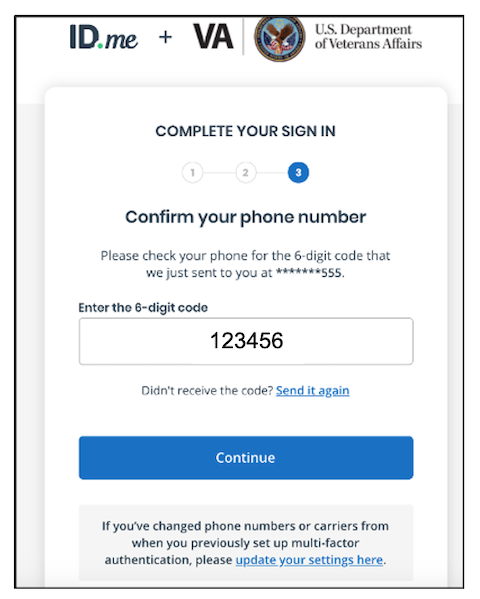 ID.me + VA U.S. Department
of Veterans Affairs
COMPLETE YOUR SIGN IN
1 2 3
Confirm your phone number
Please check your phone for the 6-digit code that
we just sent to you at *******555.
Enter the 6-digit code
123456
Didn't receive the code? Send it again
Continue
If you've changed phone numbers or carriers from
when you previously set up multi-factor
authentication, please update your settings here.